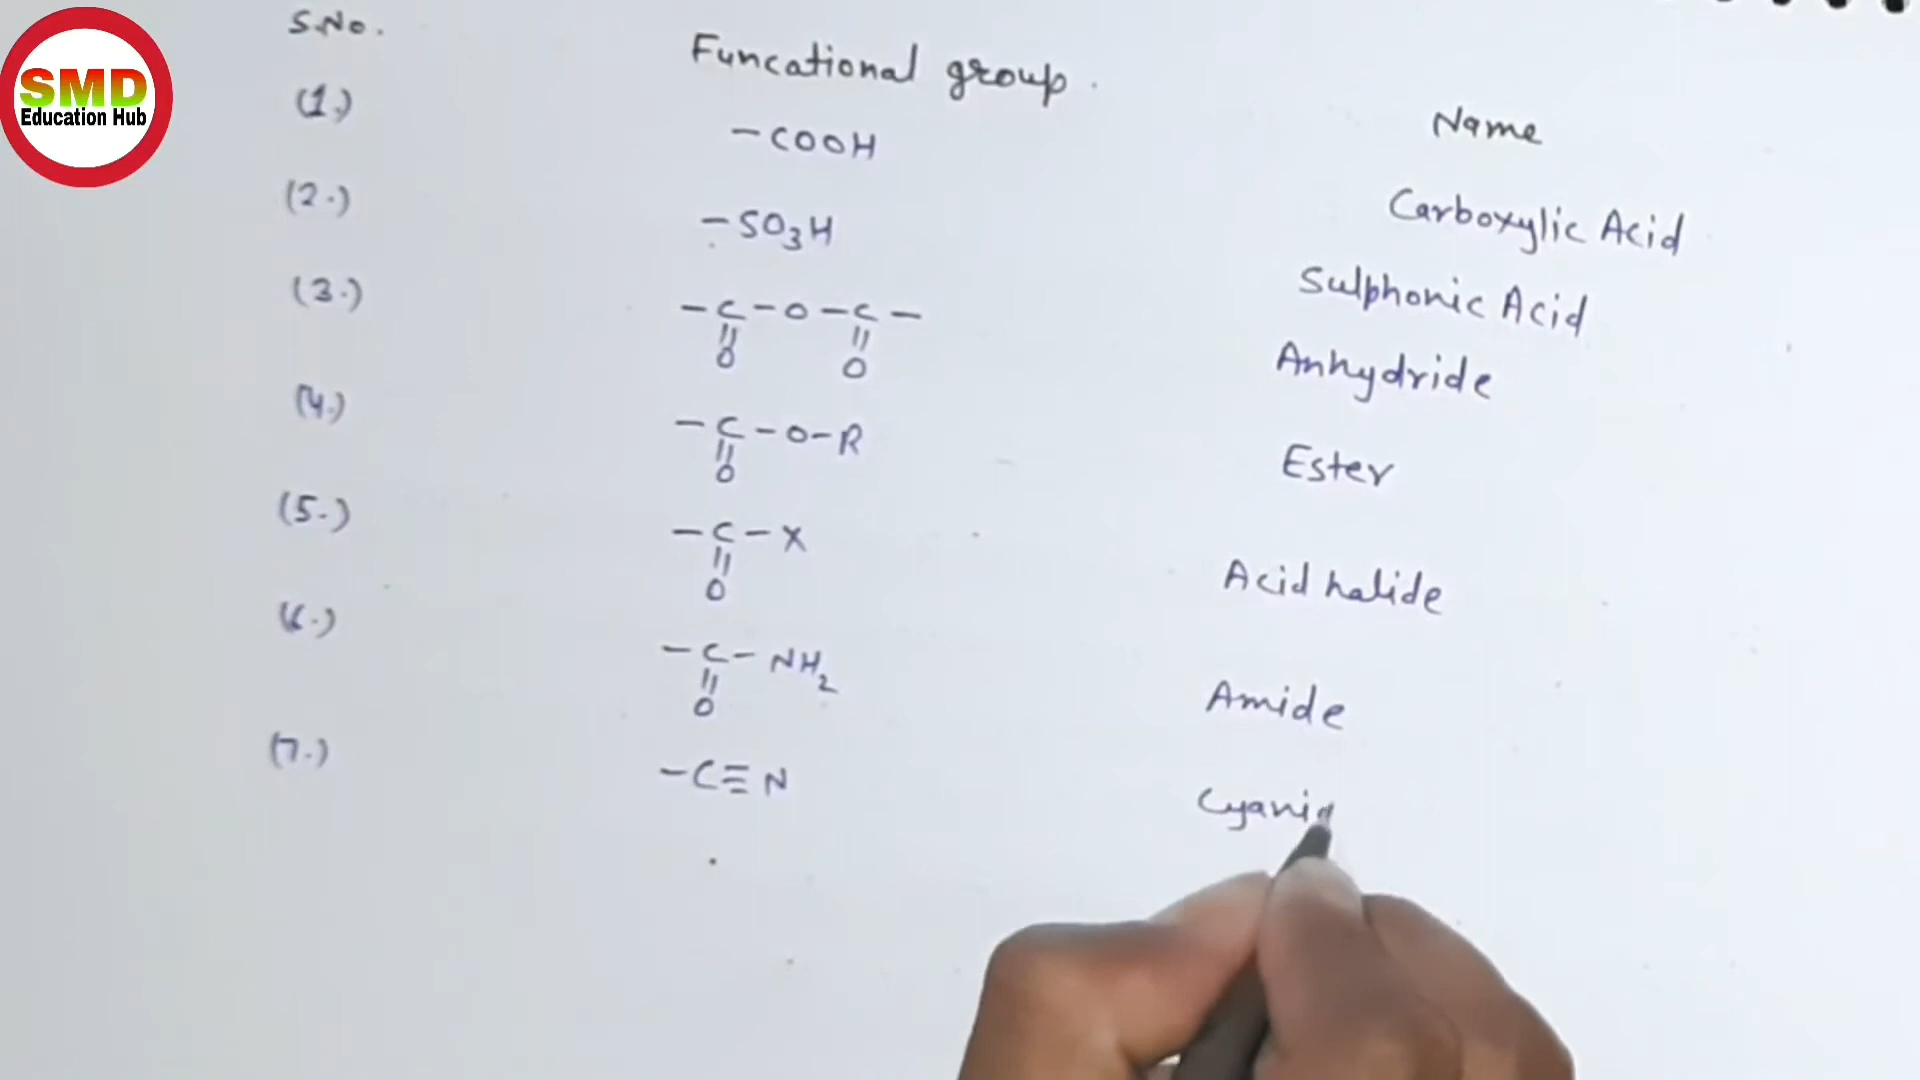 SMD
Education Hub
S.No. Funcational group. Name
(1.) -COOH Carboxylic Acid
(2.) -SO3H Sulphonic Acid
(3.) -C-O-C- Anhydride
|| ||
O O
(4.) -C-O-R Ester
||
O
(5.) -C-X Acid halide
||
O
(6.) -C-NH2 Amide
||
O
(7.) -C≡N Cyanid